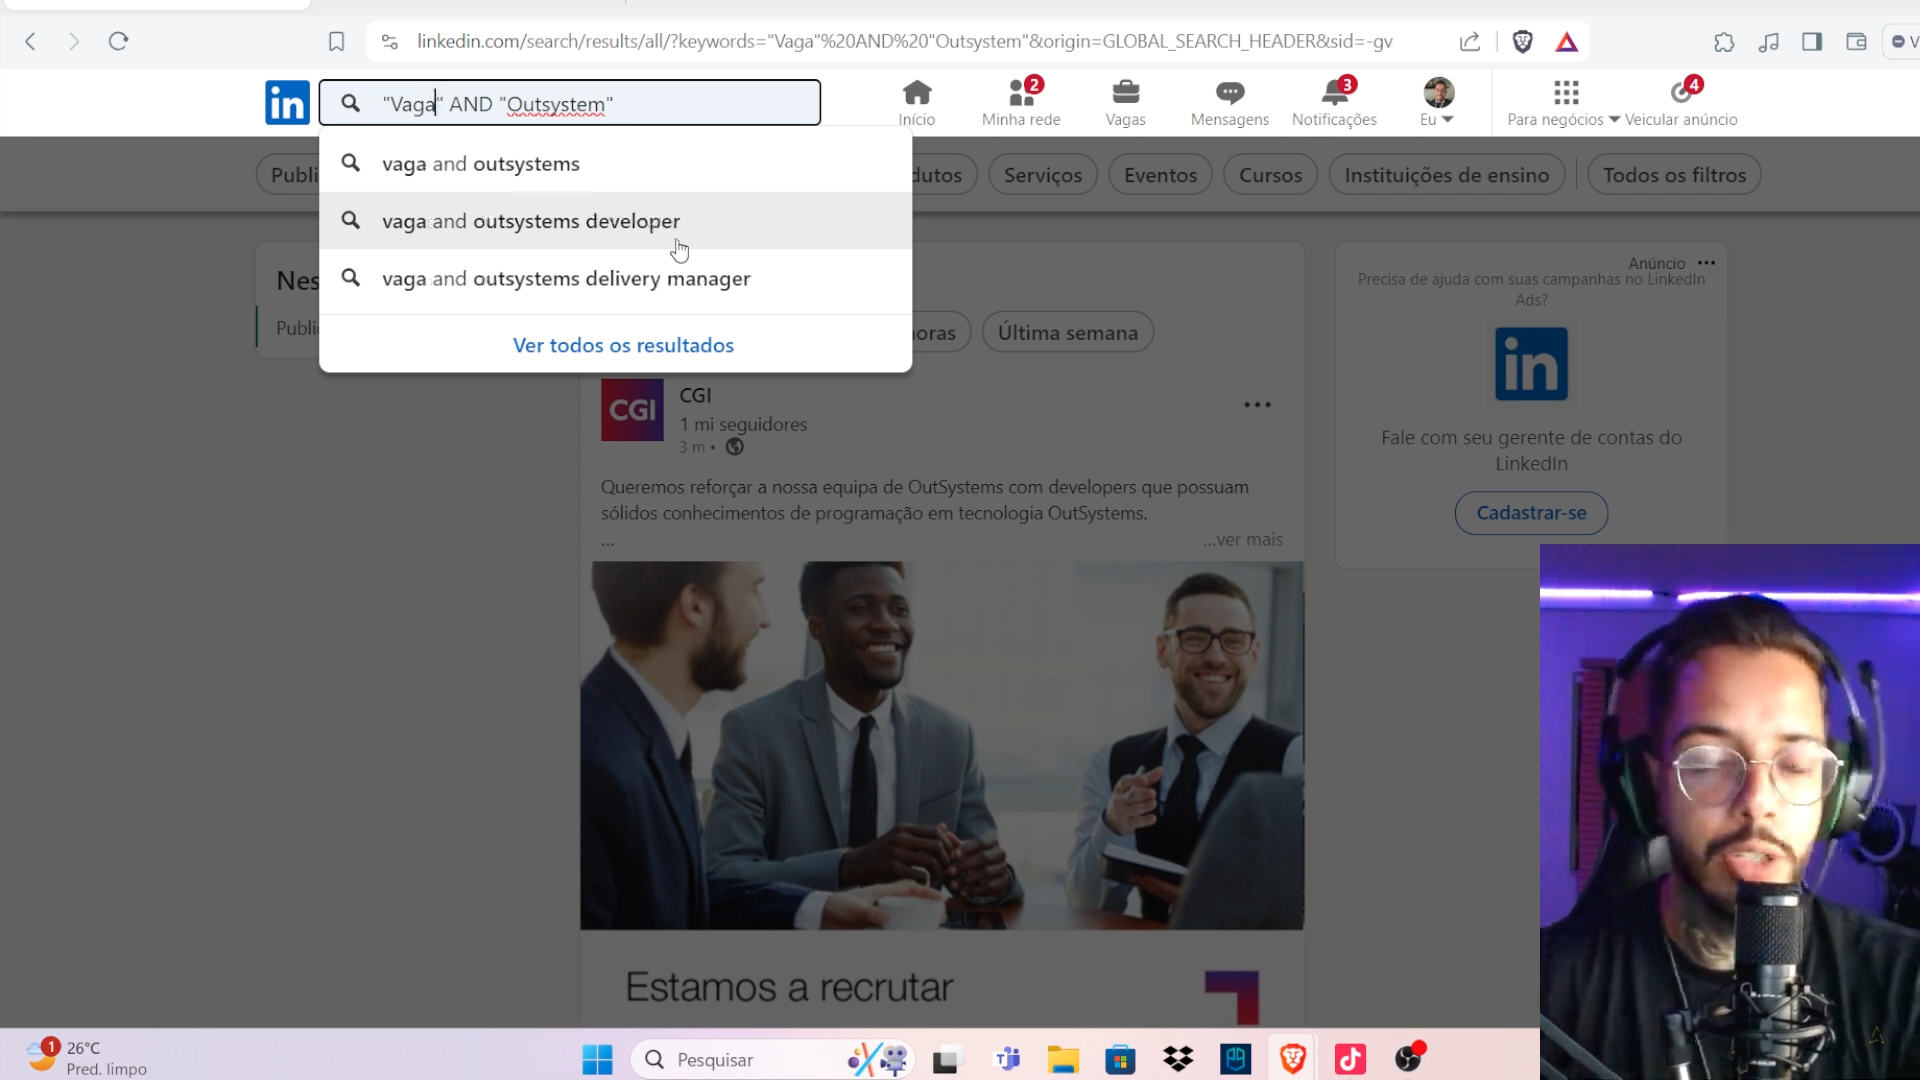 linkedin.com/search/results/all/?keywords="Vaga"%20AND%20"Outsystem"&origin=GLOBAL_SEARCH_HEADER&sid=-gv
V
in
"Vaga" AND "Outsystem"
Início
2
Minha rede
Vagas
Mensagens
3
Notificações
Eu
Para negócios
4
Veicular anúncio
Publi
dutos
Serviços
Eventos
Cursos
Instituições de ensino
Todos os filtros
vaga and outsystems
vaga and outsystems developer
vaga and outsystems delivery manager
Ver todos os resultados
Nes
Publi
horas
Última semana
CGI
CGI
1 mi seguidores
3 m •
Queremos reforçar a nossa equipa de OutSystems com developers que possuam
sólidos conhecimentos de programação em tecnologia OutSystems.
...
...ver mais
Estamos a recrutar
Anúncio
Precisa de ajuda com suas campanhas no LinkedIn
Ads?
in
Fale com seu gerente de contas do
LinkedIn
Cadastrar-se
1
26°C
Pred. limpo
Pesquisar